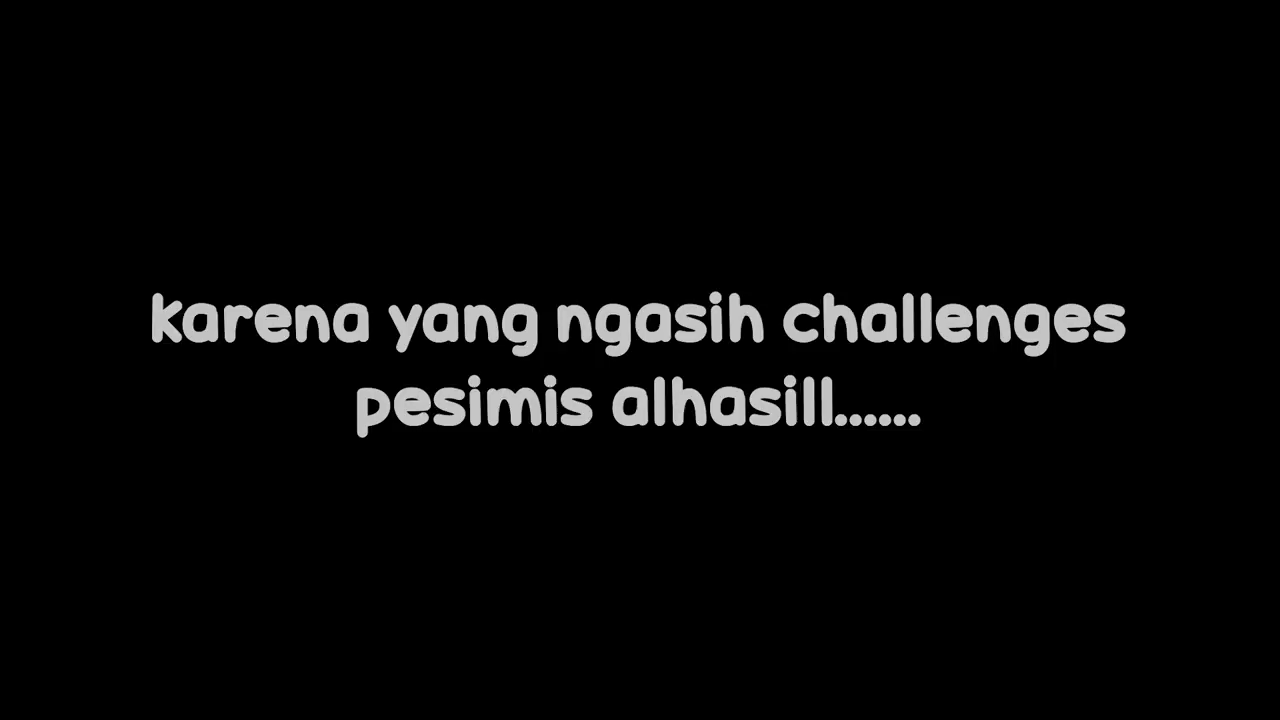 karena yang ngasih challenges
pesimis alhasill......